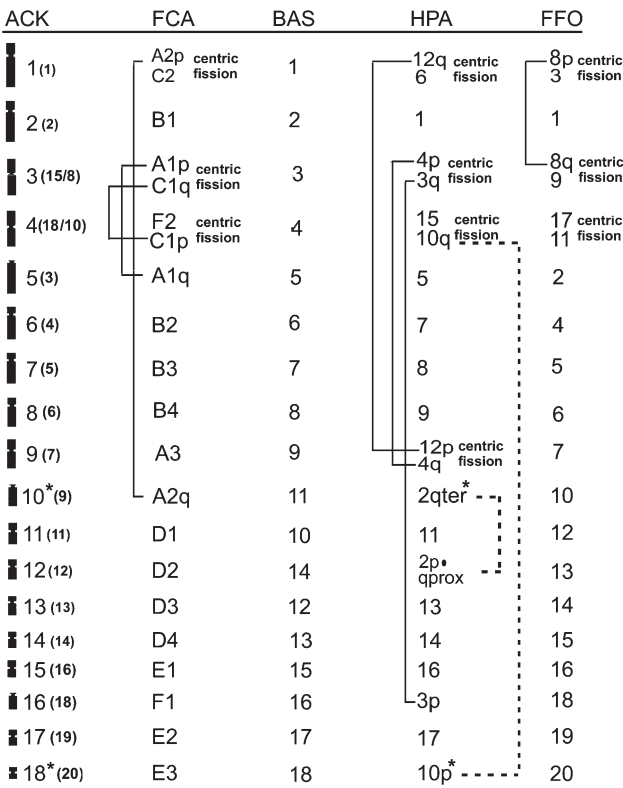 ACK FCA BAS HPA FFO
1 (1) A2p C2 centric fission 1 12q 6 centric fission 8p 3 centric fission
2 (2) B1 2 1 1
3 (15/8) A1p C1q centric fission 3 4p 3q centric fission 8q 9 centric fission
4 (18/10) F2 C1p centric fission 4 15 10q centric fission 17 11 centric fission
5 (3) A1q 5 5 2
6 (4) B2 6 7 4
7 (5) B3 7 8 5
8 (6) B4 8 9 6
9 (7) A3 9 12p 4q centric fission 7
10* (9) A2q 11 2qter* 10
11 (11) D1 10 11 12
12 (12) D2 14 2p• qprox 13
13 (13) D3 12 13 14
14 (14) D4 13 14 15
15 (16) E1 15 16 16
16 (18) F1 16 3p 18
17 (19) E2 17 17 19
18* (20) E3 18 10p* 20